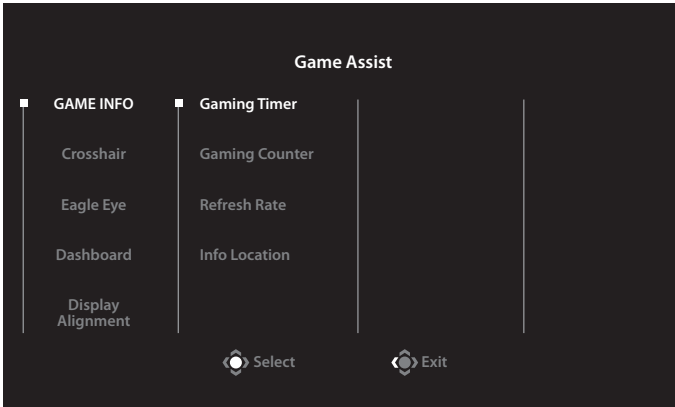 Game Assist
GAME INFO
Crosshair
Eagle Eye
Dashboard
Display
Alignment
Gaming Timer
Gaming Counter
Refresh Rate
Info Location
Select
Exit